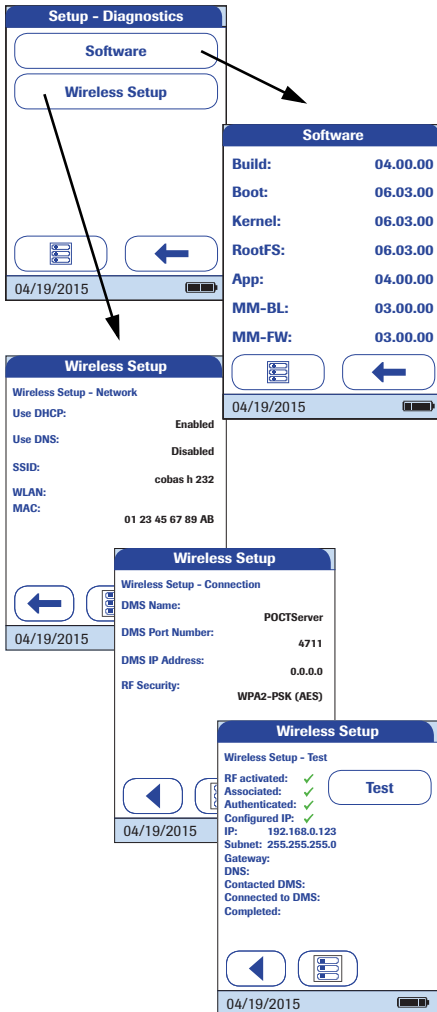 Setup - Diagnostics
Software
Wireless Setup
04/19/2015
Software
Build: 04.00.00
Boot: 06.03.00
Kernel: 06.03.00
RootFS: 06.03.00
App: 04.00.00
MM-BL: 03.00.00
MM-FW: 03.00.00
04/19/2015
Wireless Setup
Wireless Setup - Network
Use DHCP:
Enabled
Use DNS:
Disabled
SSID:
cobas h 232
WLAN:
MAC:
01 23 45 67 89 AB
04/19/2015
Wireless Setup
Wireless Setup - Connection
DMS Name:
POCTServer
DMS Port Number:
4711
DMS IP Address:
0.0.0.0
RF Security:
WPA2-PSK (AES)
04/19/2015
Wireless Setup
Wireless Setup - Test
RF activated: ✓
Associated: ✓
Authenticated: ✓
Configured IP: ✓
Test
IP: 192.168.0.123
Subnet: 255.255.255.0
Gateway:
DNS:
Contacted DMS:
Connected to DMS:
Completed:
04/19/2015